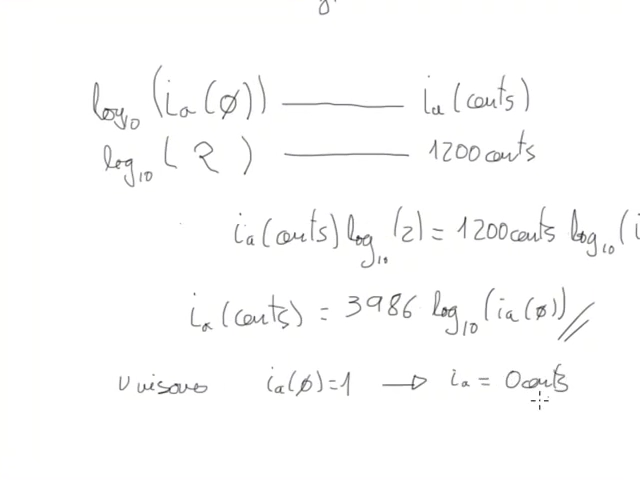 log₁₀ (ia(∅)) ——— ia(cents)
log₁₀ ( 2 ) ——— 1200 cents
ia(cents) log₁₀ (2) = 1200 cents log₁₀ (i
ia(cents) = 3986 log₁₀ (ia(∅)) //
Unisono ia(∅)=1 → ia = 0 cents